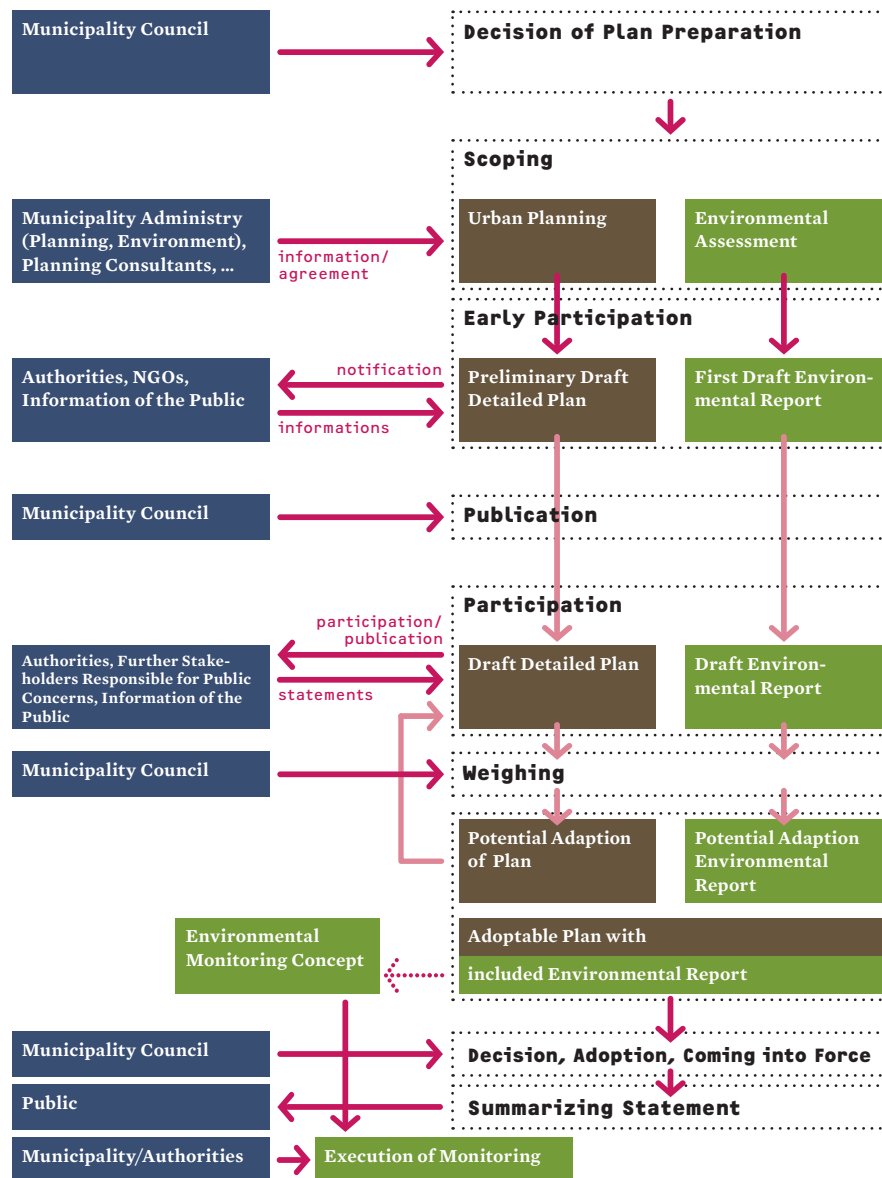 Municipality Council
Decision of Plan Preparation
Scoping
Municipality Administry
(Planning, Environment),
Planning Consultants, ...
information/
agreement
Urban Planning
Environmental
Assessment
Early Participation
Authorities, NGOs,
Information of the Public
notification
informations
Preliminary Draft
Detailed Plan
First Draft Environ-
mental Report
Municipality Council
Publication
Participation
participation/
publication
Authorities, Further Stake-
holders Responsible for Public
Concerns, Information of the
Public
statements
Draft Detailed Plan
Draft Environ-
mental Report
Municipality Council
Weighing
Potential Adaption
of Plan
Potential Adaption
Environmental
Report
Environmental
Monitoring Concept
Adoptable Plan with
included Environmental Report
Municipality Council
Decision, Adoption, Coming into Force
Public
Summarizing Statement
Municipality/Authorities
Execution of Monitoring